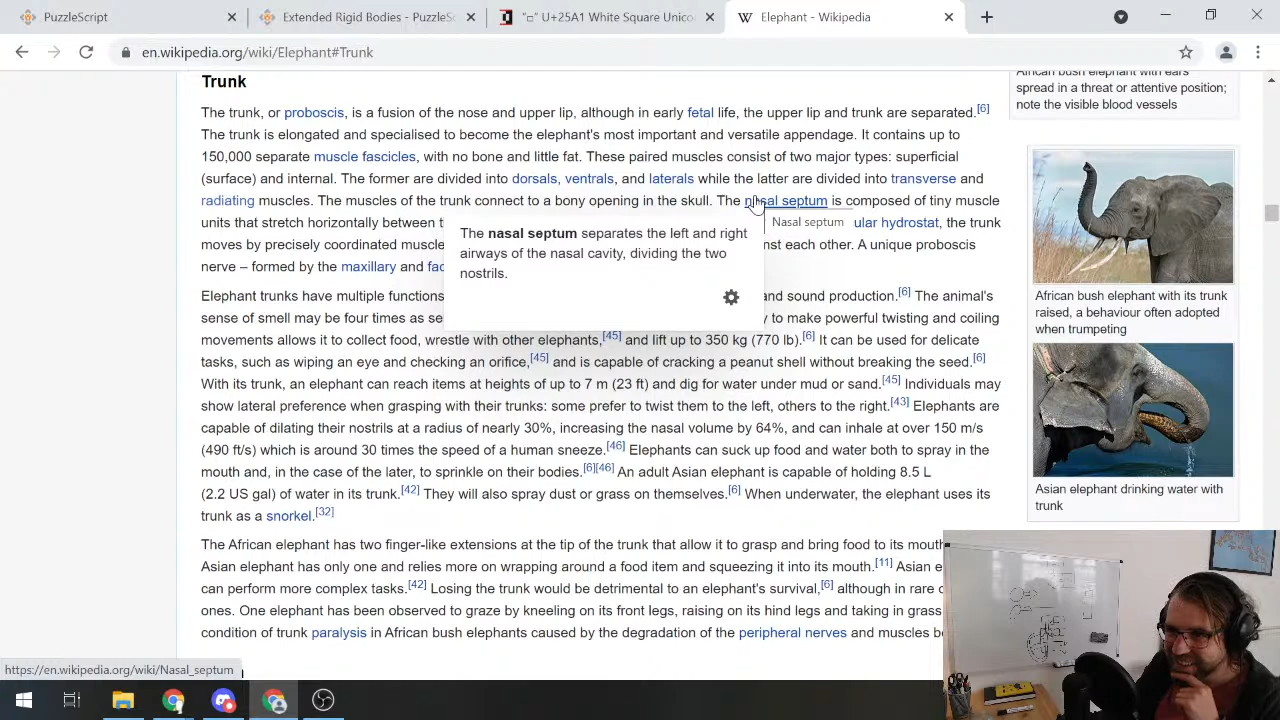 PuzzleScript
Extended Rigid Bodies - PuzzleSc
"□" U+25A1 White Square Unico
Elephant - Wikipedia
en.wikipedia.org/wiki/Elephant#Trunk
Trunk
The trunk, or proboscis, is a fusion of the nose and upper lip, although in early fetal life, the upper lip and trunk are separated.[6]
The trunk is elongated and specialised to become the elephant's most important and versatile appendage. It contains up to
150,000 separate muscle fascicles, with no bone and little fat. These paired muscles consist of two major types: superficial
(surface) and internal. The former are divided into dorsals, ventrals, and laterals while the latter are divided into transverse and
radiating muscles. The muscles of the trunk connect to a bony opening in the skull. The nasal septum is composed of tiny muscle
units that stretch horizontally between
ular hydrostat, the trunk
moves by precisely coordinated muscle
nst each other. A unique proboscis
nerve – formed by the maxillary and
Nasal septum
The nasal septum separates the left and right
airways of the nasal cavity, dividing the two
nostrils.
Elephant trunks have multiple functions
and sound production.[6] The animal's
sense of smell may be four times as
to make powerful twisting and coiling
movements allows it to collect food, wrestle with other elephants,[45] and lift up to 350 kg (770 lb).[6] It can be used for delicate
tasks, such as wiping an eye and checking an orifice,[45] and is capable of cracking a peanut shell without breaking the seed.[6]
With its trunk, an elephant can reach items at heights of up to 7 m (23 ft) and dig for water under mud or sand.[45] Individuals may
show lateral preference when grasping with their trunks: some prefer to twist them to the left, others to the right.[43] Elephants are
capable of dilating their nostrils at a radius of nearly 30%, increasing the nasal volume by 64%, and can inhale at over 150 m/s
(490 ft/s) which is around 30 times the speed of a human sneeze.[46] Elephants can suck up food and water both to spray in the
mouth and, in the case of the later, to sprinkle on their bodies.[6][46] An adult Asian elephant is capable of holding 8.5 L
(2.2 US gal) of water in its trunk.[42] They will also spray dust or grass on themselves.[6] When underwater, the elephant uses its
trunk as a snorkel.[32]
The African elephant has two finger-like extensions at the tip of the trunk that allow it to grasp and bring food to its mouth
Asian elephant has only one and relies more on wrapping around a food item and squeezing it into its mouth.[11] Asian e
can perform more complex tasks.[42] Losing the trunk would be detrimental to an elephant's survival,[6] although in rare
ones. One elephant has been observed to graze by kneeling on its front legs, raising on its hind legs and taking in grass
condition of trunk paralysis in African bush elephants caused by the degradation of the peripheral nerves and muscles
African bush elephant with ears
spread in a threat or attentive position;
note the visible blood vessels
African bush elephant with its trunk
raised, a behaviour often adopted
when trumpeting
Asian elephant drinking water with
trunk
https://en.wikipedia.org/wiki/Nasal_septum